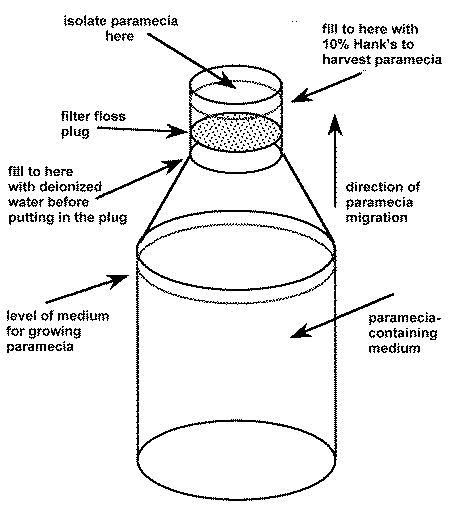 isolate paramecia
here
fill to here with
10% Hank's to
harvest paramecia
filter floss
plug
fill to here
with deionized
water before
putting in the plug
direction of
paramecia
migration
level of medium
for growing
paramecia
paramecia-
containing
medium